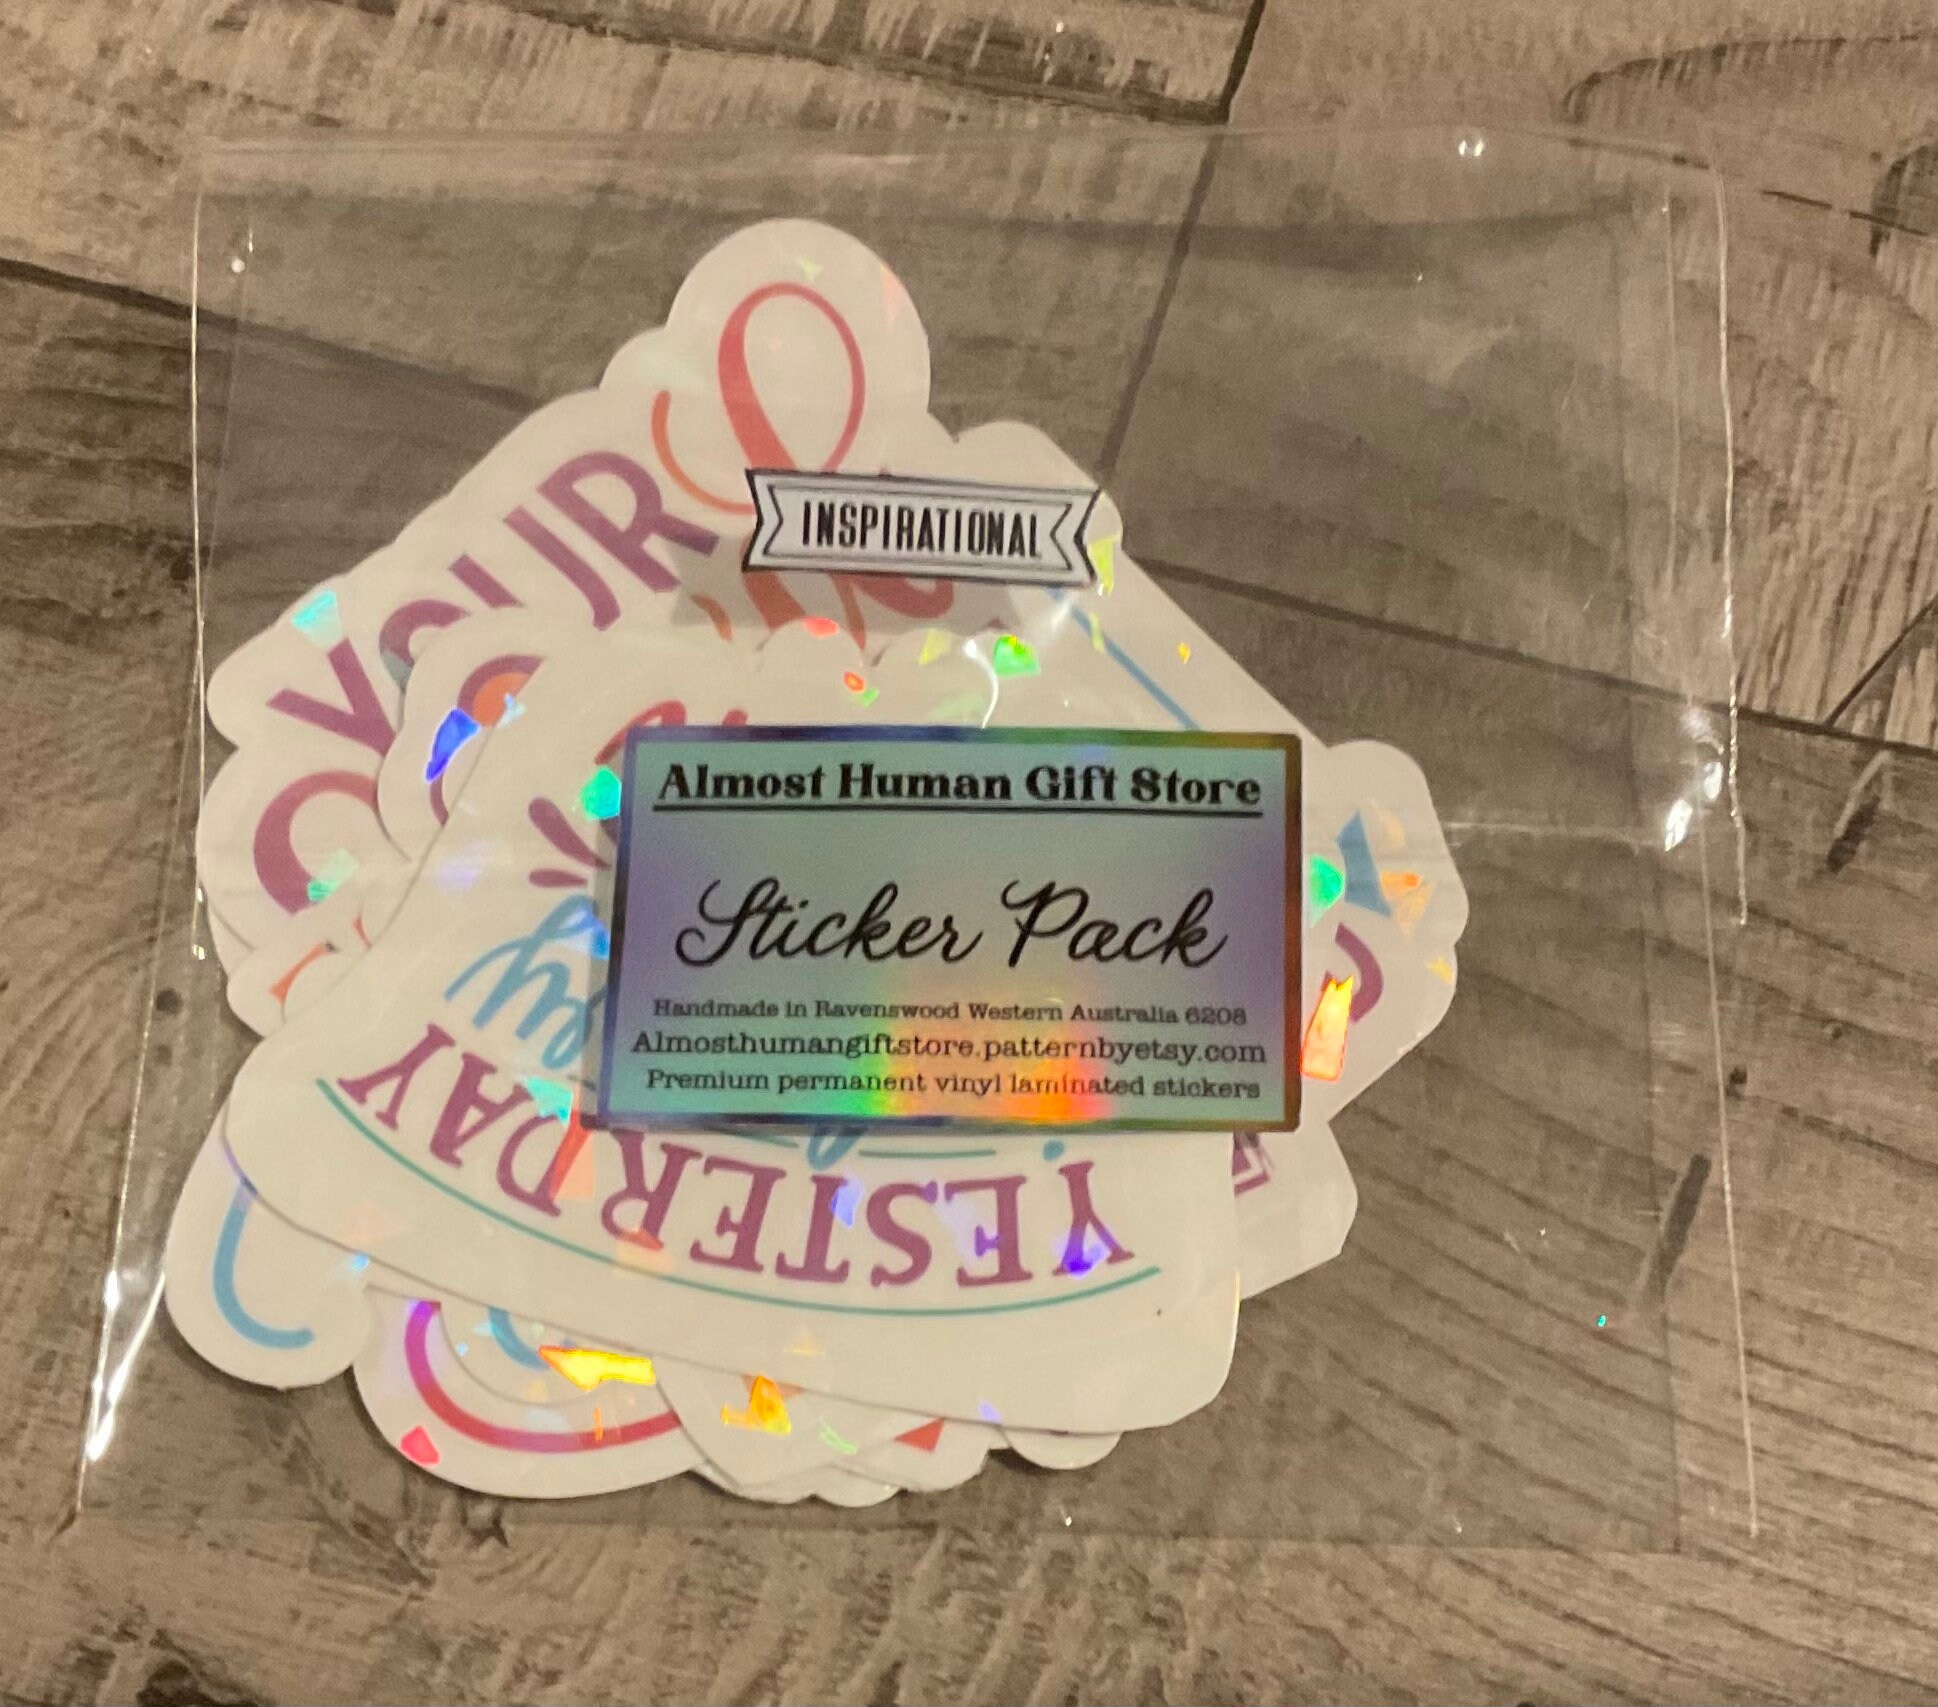 YOUR
INSPIRATIONAL
Almost Human Gift Store
Sticker Pack
Handmade in Ravenswood Western Australia 6208
Almosthumangiftstore.patternbyetsy.com
Premium permanent vinyl laminated stickers
YESTERDAY